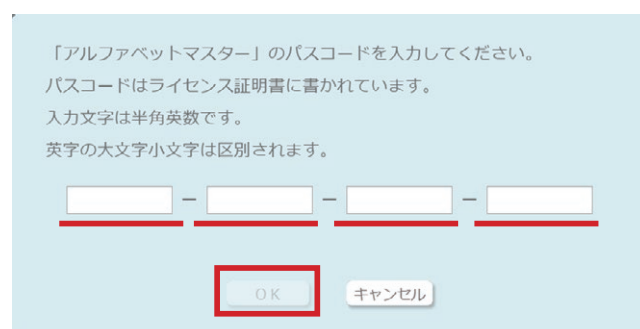 「アルファベットマスター」のパスコードを入力してください。
パスコードはライセンス証明書に書かれています。
入力文字は半角英数です。
英字の大文字小文字は区別されます。
－ － －
OK キャンセル